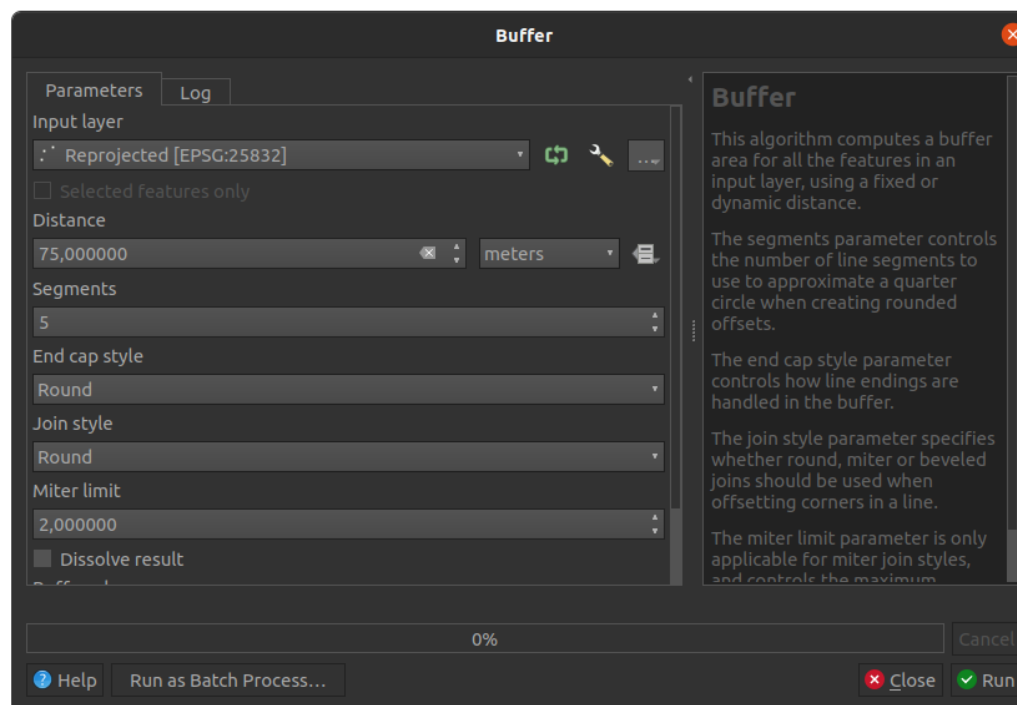 Buffer
Parameters
Log
Input layer
Reprojected [EPSG:25832]
...
Selected features only
Distance
75,000000
meters
Segments
5
End cap style
Round
Join style
Round
Miter limit
2,000000
Dissolve result
Buffer
This algorithm computes a buffer
area for all the features in an
input layer, using a fixed or
dynamic distance.
The segments parameter controls
the number of line segments to
use to approximate a quarter
circle when creating rounded
offsets.
The end cap style parameter
controls how line endings are
handled in the buffer.
The join style parameter specifies
whether round, miter or beveled
joins should be used when
offsetting corners in a line.
The miter limit parameter is only
applicable for miter join styles,
and controls the maximum
0%
Cancel
Help
Run as Batch Process...
Close
Run